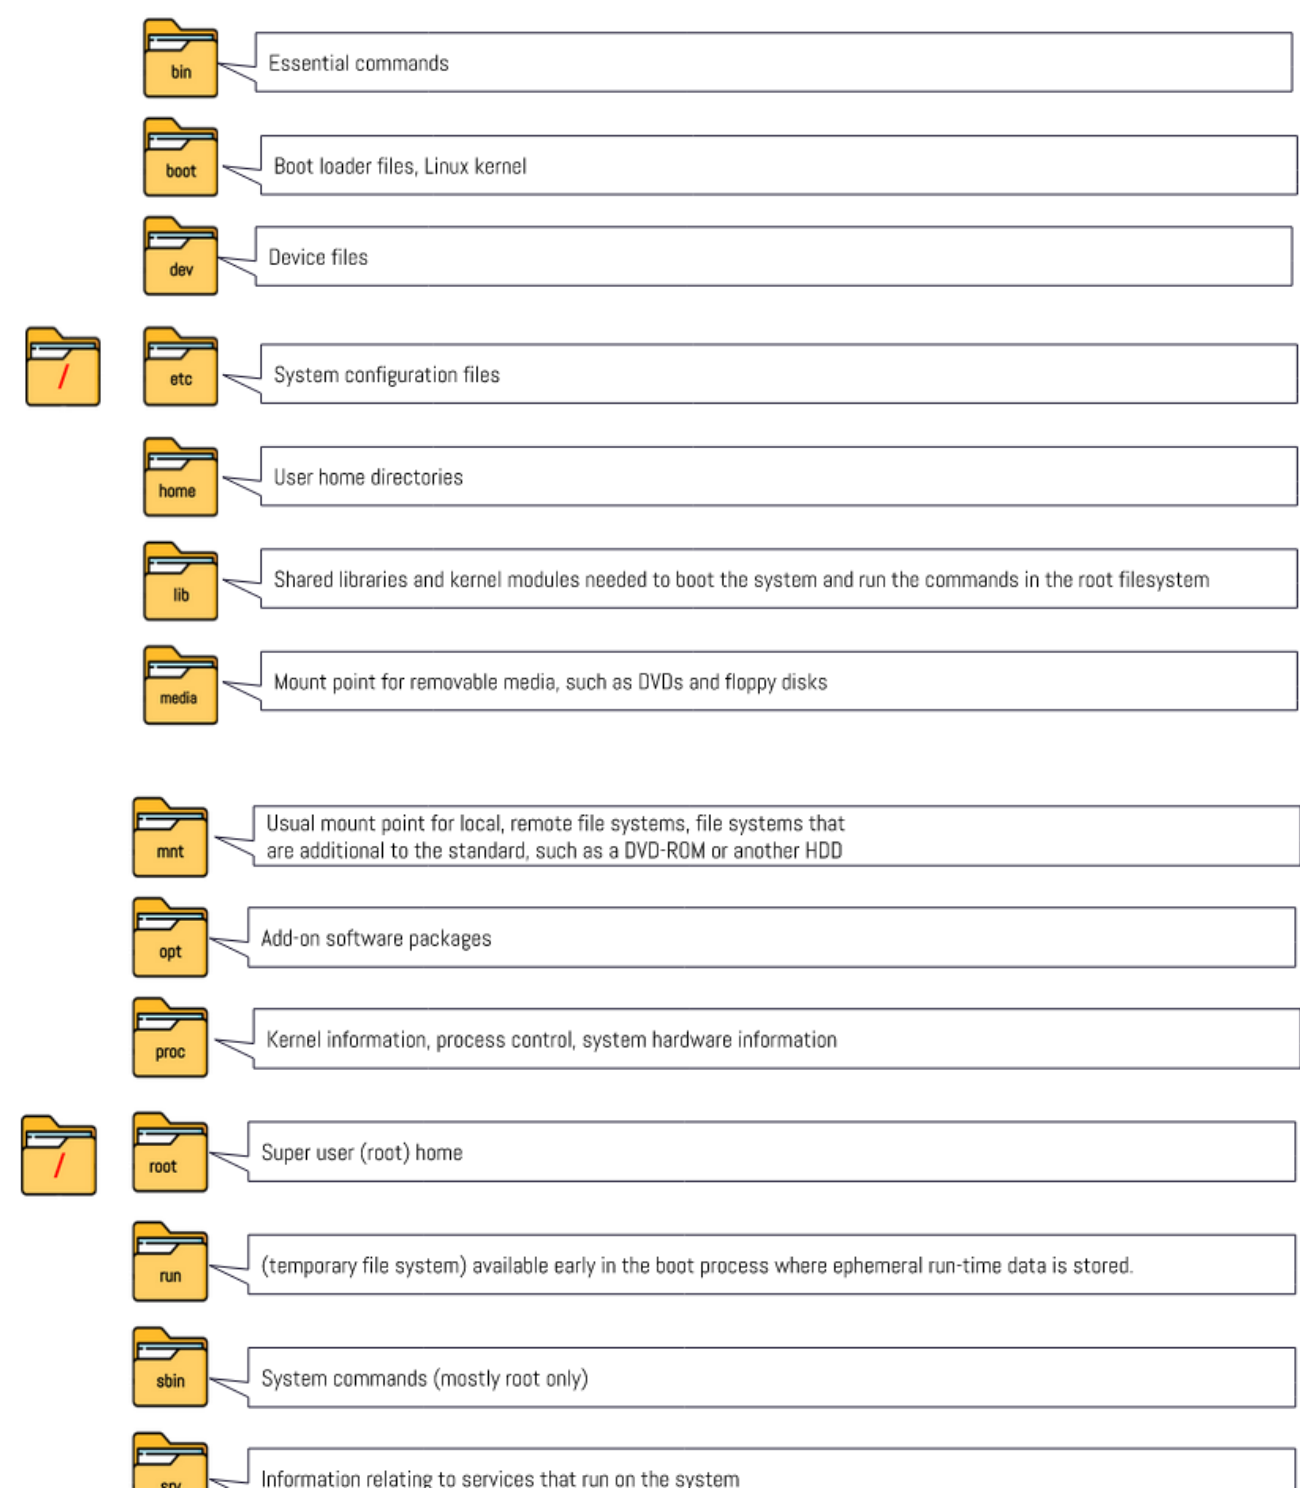 bin
Essential commands
boot
Boot loader files, Linux kernel
dev
Device files
/
etc
System configuration files
home
User home directories
lib
Shared libraries and kernel modules needed to boot the system and run the commands in the root filesystem
media
Mount point for removable media, such as DVDs and floppy disks
mnt
Usual mount point for local, remote file systems, file systems that
are additional to the standard, such as a DVD-ROM or another HDD
opt
Add-on software packages
proc
Kernel information, process control, system hardware information
/
root
Super user (root) home
run
(temporary file system) available early in the boot process where ephemeral run-time data is stored.
sbin
System commands (mostly root only)
srv
Information relating to services that run on the system